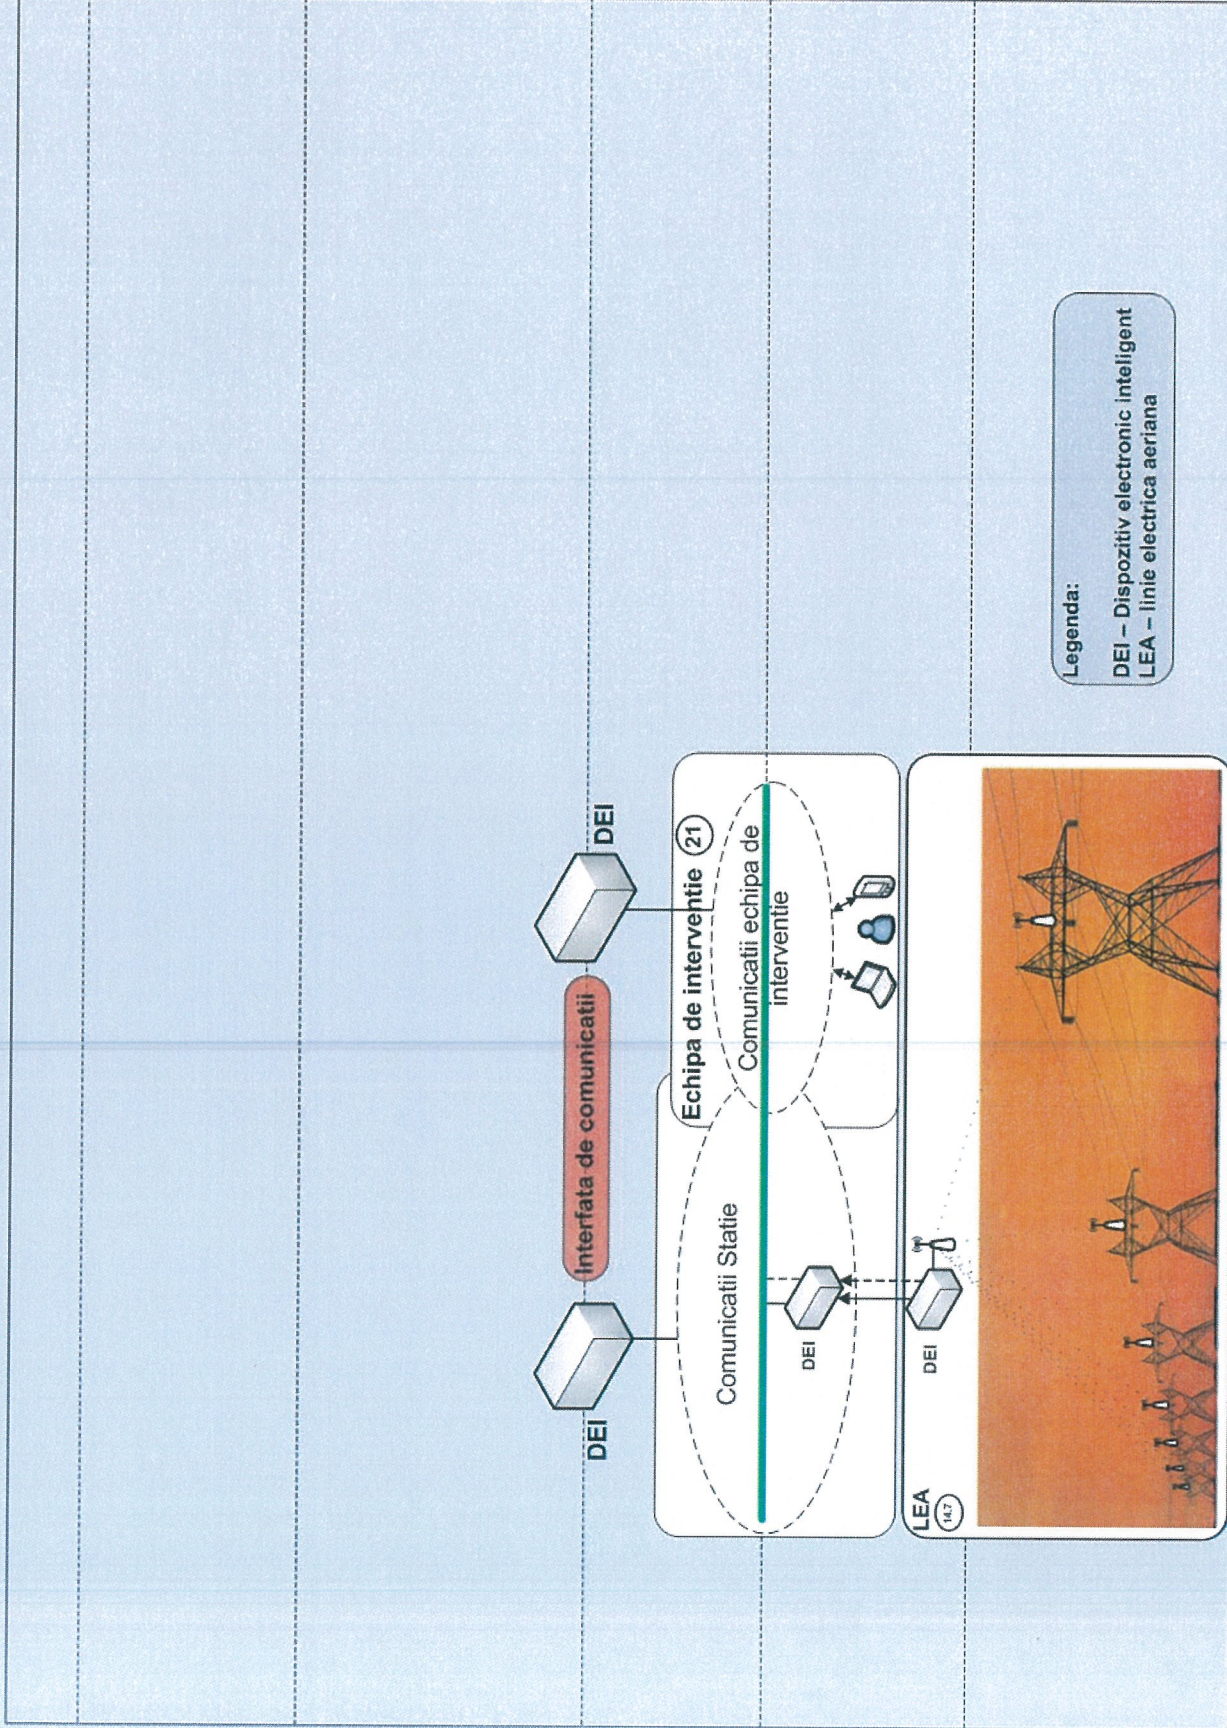 DEI
Interfata de comunicatii
DEI
Echipa de interventie 21
Comunicatii Statie
Comunicatii echipa de
interventie
DEI
LEA
14.7
DEI
Legenda:
DEI – Dispozitiv electronic inteligent
LEA – linie electrica aeriana